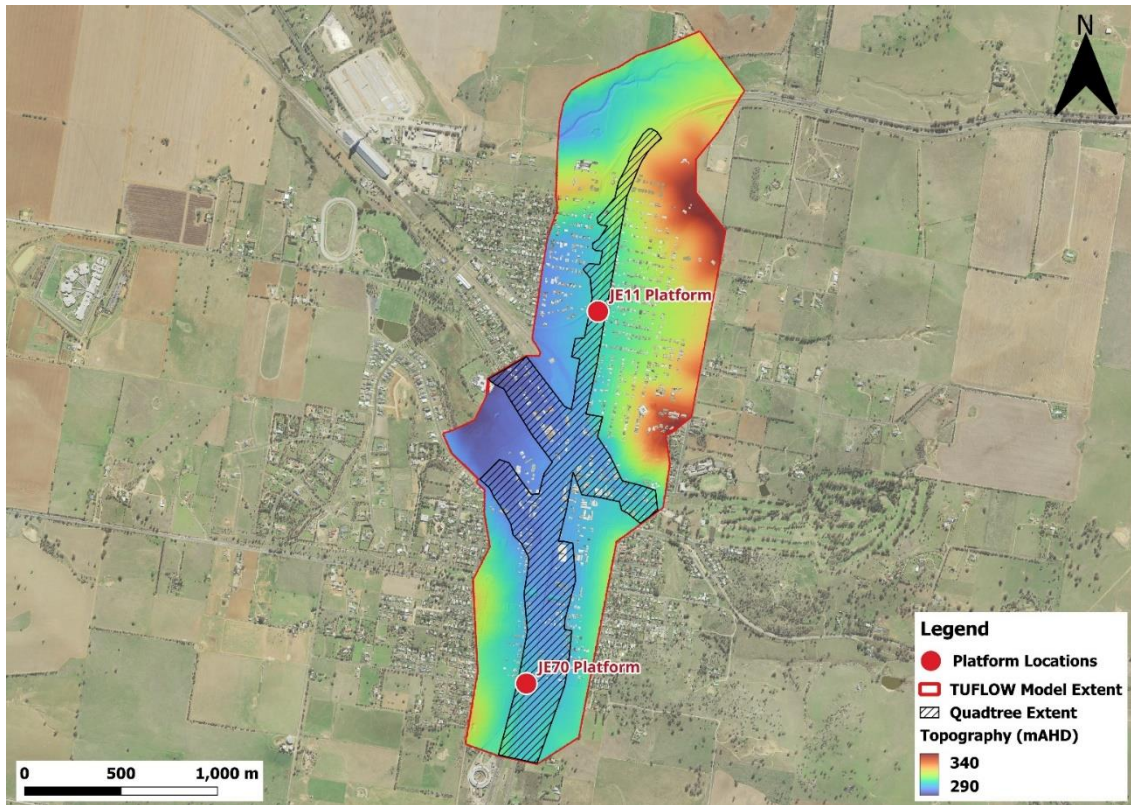 N
JE11 Platform
JE70 Platform
Legend
Platform Locations
TUFLOW Model Extent
Quadtree Extent
Topography (mAHD)
340
290
0 500 1,000 m